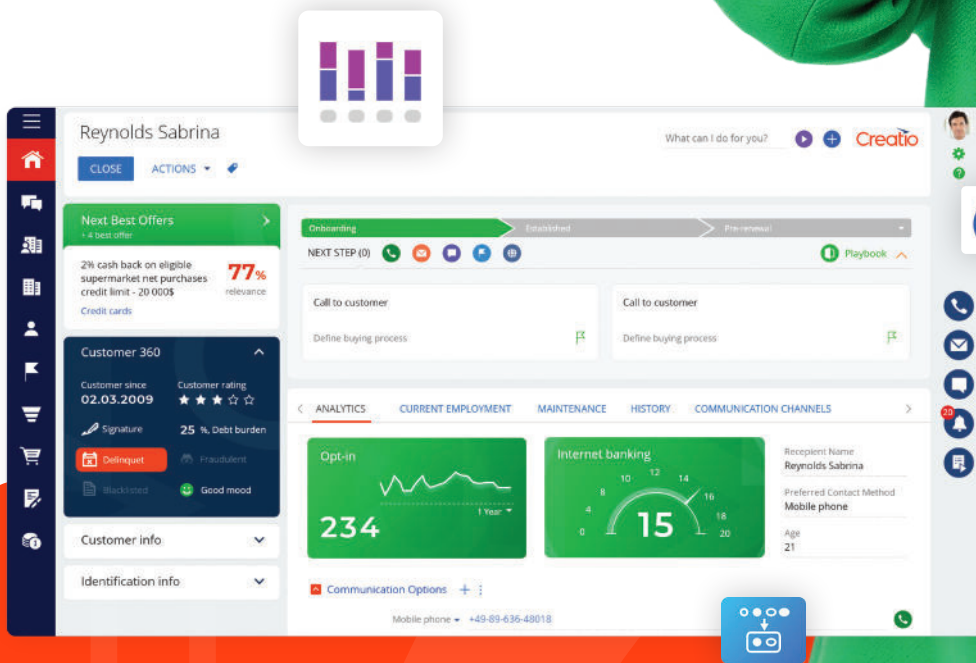 Reynolds Sabrina
What can I do for you?
Creatio
CLOSE
ACTIONS
Next Best Offers
+ 4 best offer
2% cash back on eligible
supermarket net purchases
credit limit - 20 000$
77%
relevance
Credit cards
Customer 360
Customer since
Customer rating
02.03.2009
Signature
25 %, Debt burden
Delinquet
Fraudulent
Blacklisted
Good mood
Customer info
Identification info
Onboarding
Established
Pre-renewal
NEXT STEP (0)
Playbook
Call to customer
Define buying process
Call to customer
Define buying process
ANALYTICS
CURRENT EMPLOYMENT
MAINTENANCE
HISTORY
COMMUNICATION CHANNELS
Opt-in
1 Year
234
Internet banking
0
4
8
10
12
14
16
18
20
15
Recepient Name
Reynolds Sabrina
Preferred Contact Method
Mobile phone
Age
21
Communication Options
Mobile phone
+49-89-636-48018
20